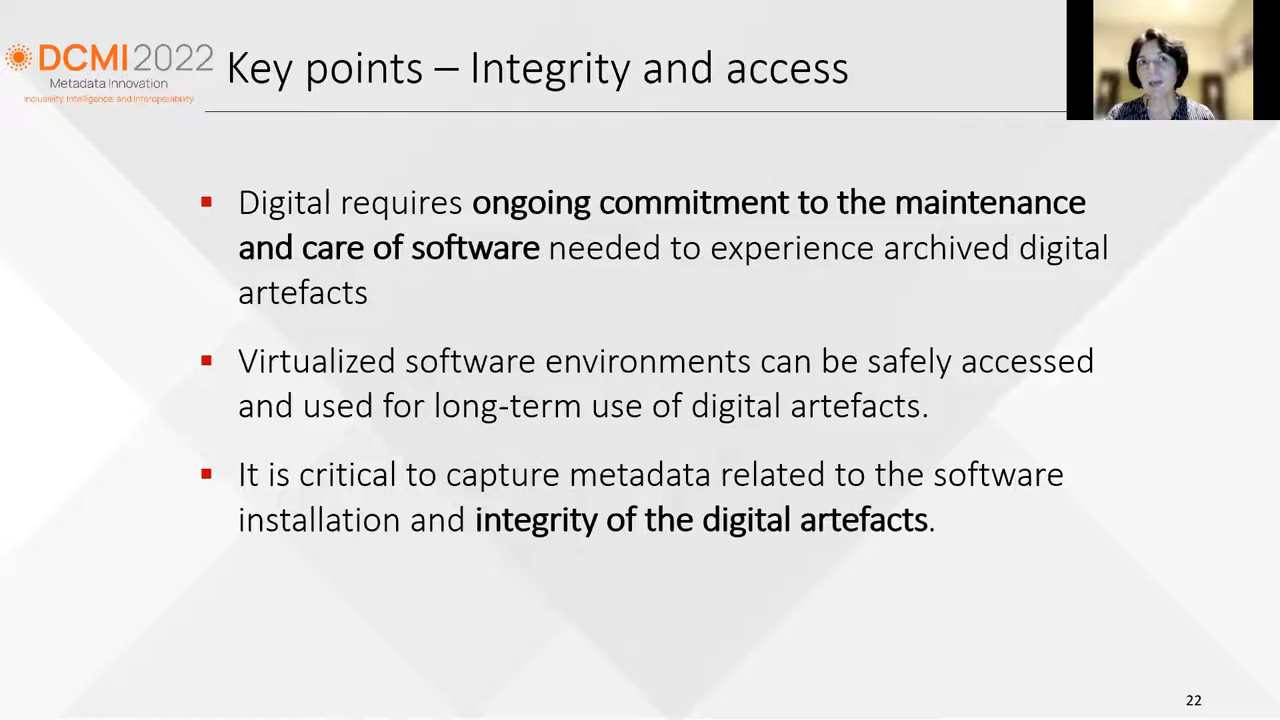 DCMI2022
Metadata Innovation
Inclusivity, Intelligence, and Interoperability
Key points – Integrity and access
Digital requires ongoing commitment to the maintenance
and care of software needed to experience archived digital
artefacts
Virtualized software environments can be safely accessed
and used for long-term use of digital artefacts.
It is critical to capture metadata related to the software
installation and integrity of the digital artefacts.
22